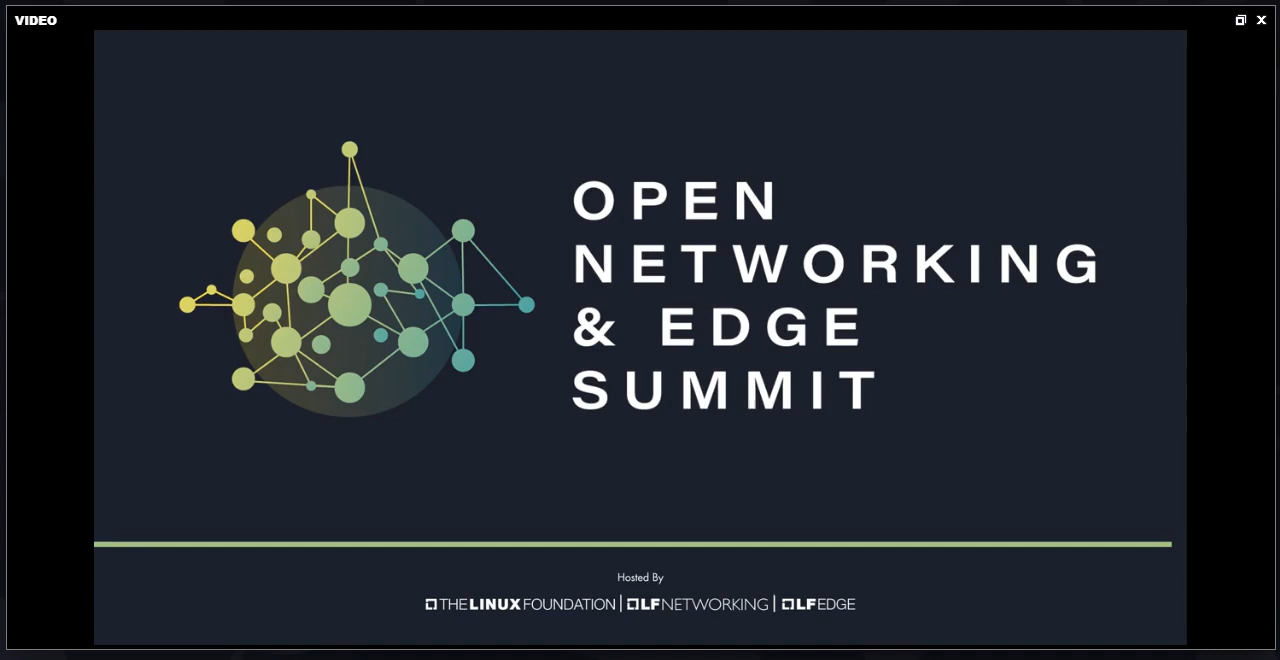 VIDEO
OPEN
NETWORKING
& EDGE
SUMMIT
Hosted By
THE LINUX FOUNDATION | LF NETWORKING | LF EDGE